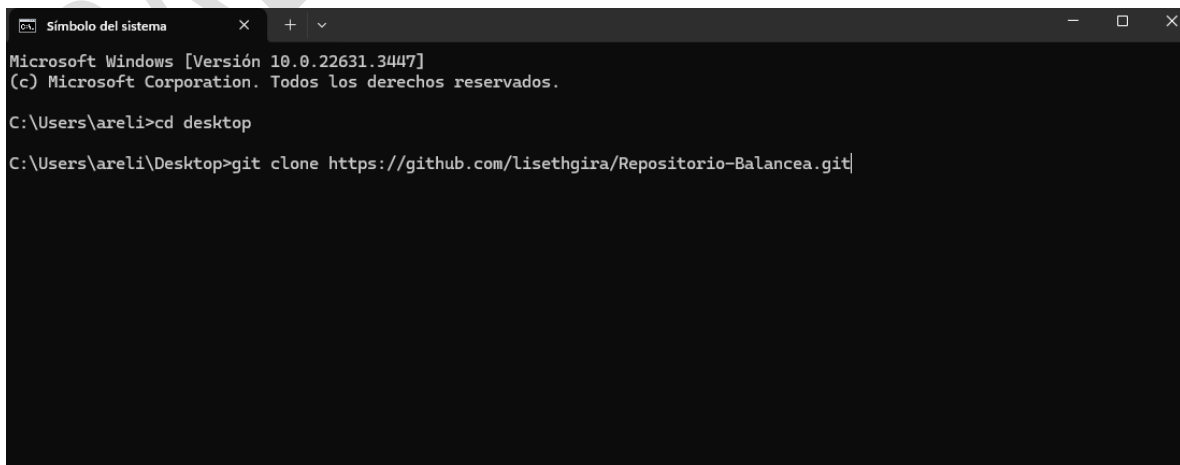 Símbolo del sistema
Microsoft Windows [Versión 10.0.22631.3447]
(c) Microsoft Corporation. Todos los derechos reservados.
C:\Users\areli>cd desktop
C:\Users\areli\Desktop>git clone https://github.com/lisethgira/Repositorio-Balancea.git